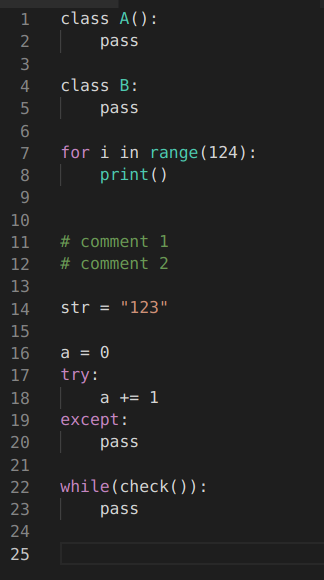 1 class A():
2     pass
3
4 class B:
5     pass
6
7 for i in range(124):
8     print()
9
10
11 # comment 1
12 # comment 2
13
14 str = "123"
15
16 a = 0
17 try:
18     a += 1
19 except:
20     pass
21
22 while(check()):
23     pass
24
25